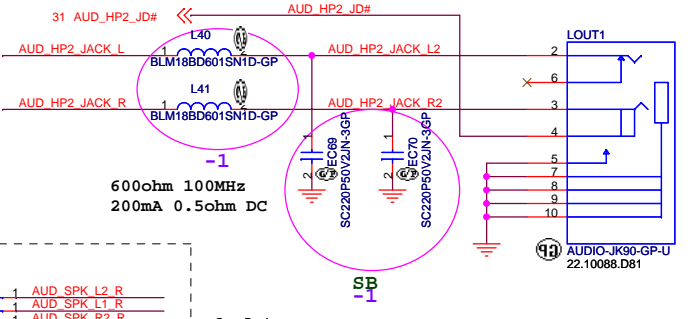 31 AUD_HP2_JD#
AUD_HP2_JD#
LOUT1
L40
AUD_HP2_JACK_L
1
2
AUD_HP2_JACK_L2
2
BLM18BD601SN1D-GP
6
L41
AUD_HP2_JACK_R
1
2
AUD_HP2_JACK_R2
3
BLM18BD601SN1D-GP
4
1
EC69
2
SC220P50V2JN-3GP
1
EC70
2
SC220P50V2JN-3GP
-1
5
7
8
9
10
600ohm 100MHz
200mA 0.5ohm DC
AUDIO-JK90-GP-U
22.10088.D81
SB
-1
1 AUD_SPK_L2_R
1 AUD_SPK_L1_R
1 AUD_SPK_R2_R